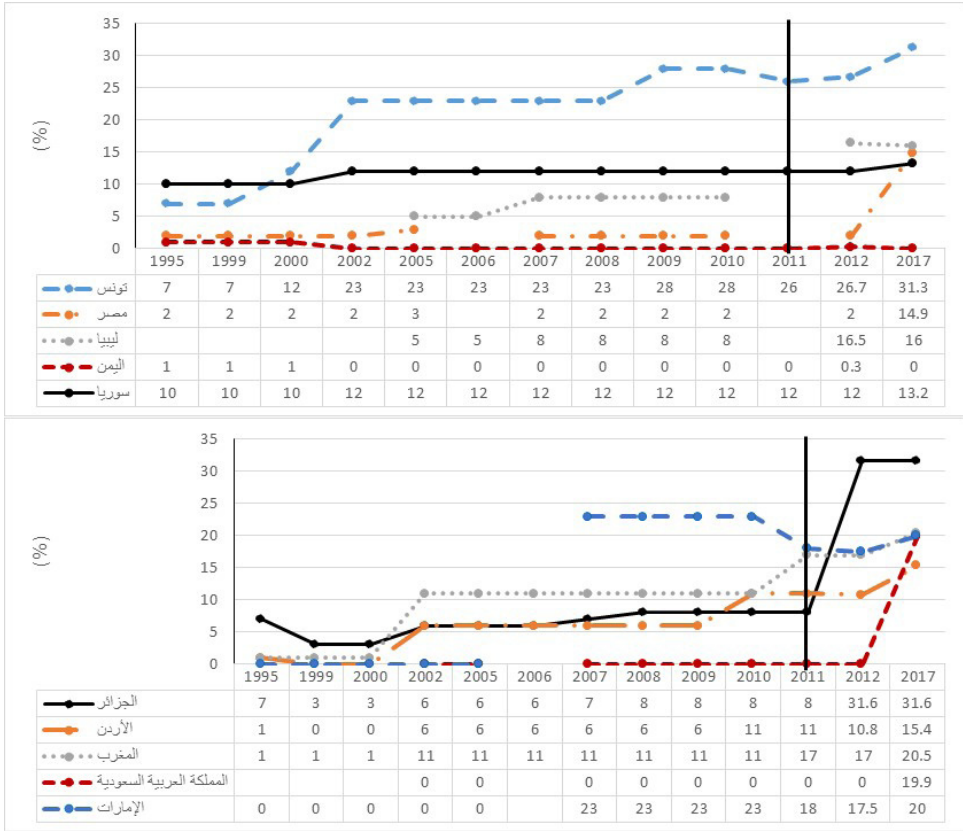 35
30
25
20
15
10
5
0
(%)
1995 1999 2000 2002 2005 2006 2007 2008 2009 2010 2011 2012 2017
تونس 7 7 12 23 23 23 23 23 28 28 26 26.7 31.3
مصر 2 2 2 2 3 2 2 2 2 2 14.9
ليبيا 5 5 8 8 8 8 16.5 16
اليمن 1 1 1 0 0 0 0 0 0 0 0 0.3 0
سوريا 10 10 10 12 12 12 12 12 12 12 12 12 13.2
35
30
25
20
15
10
5
0
(%)
1995 1999 2000 2002 2005 2006 2007 2008 2009 2010 2011 2012 2017
الجزائر 7 3 3 6 6 6 7 8 8 8 8 31.6 31.6
الأردن 1 0 0 6 6 6 6 6 6 11 11 10.8 15.4
المغرب 1 1 1 11 11 11 11 11 11 11 17 17 20.5
المملكة العربية السعودية 0 0 0 0 0 0 0 0 19.9
الإمارات 0 0 0 0 0 23 23 23 23 18 17.5 20